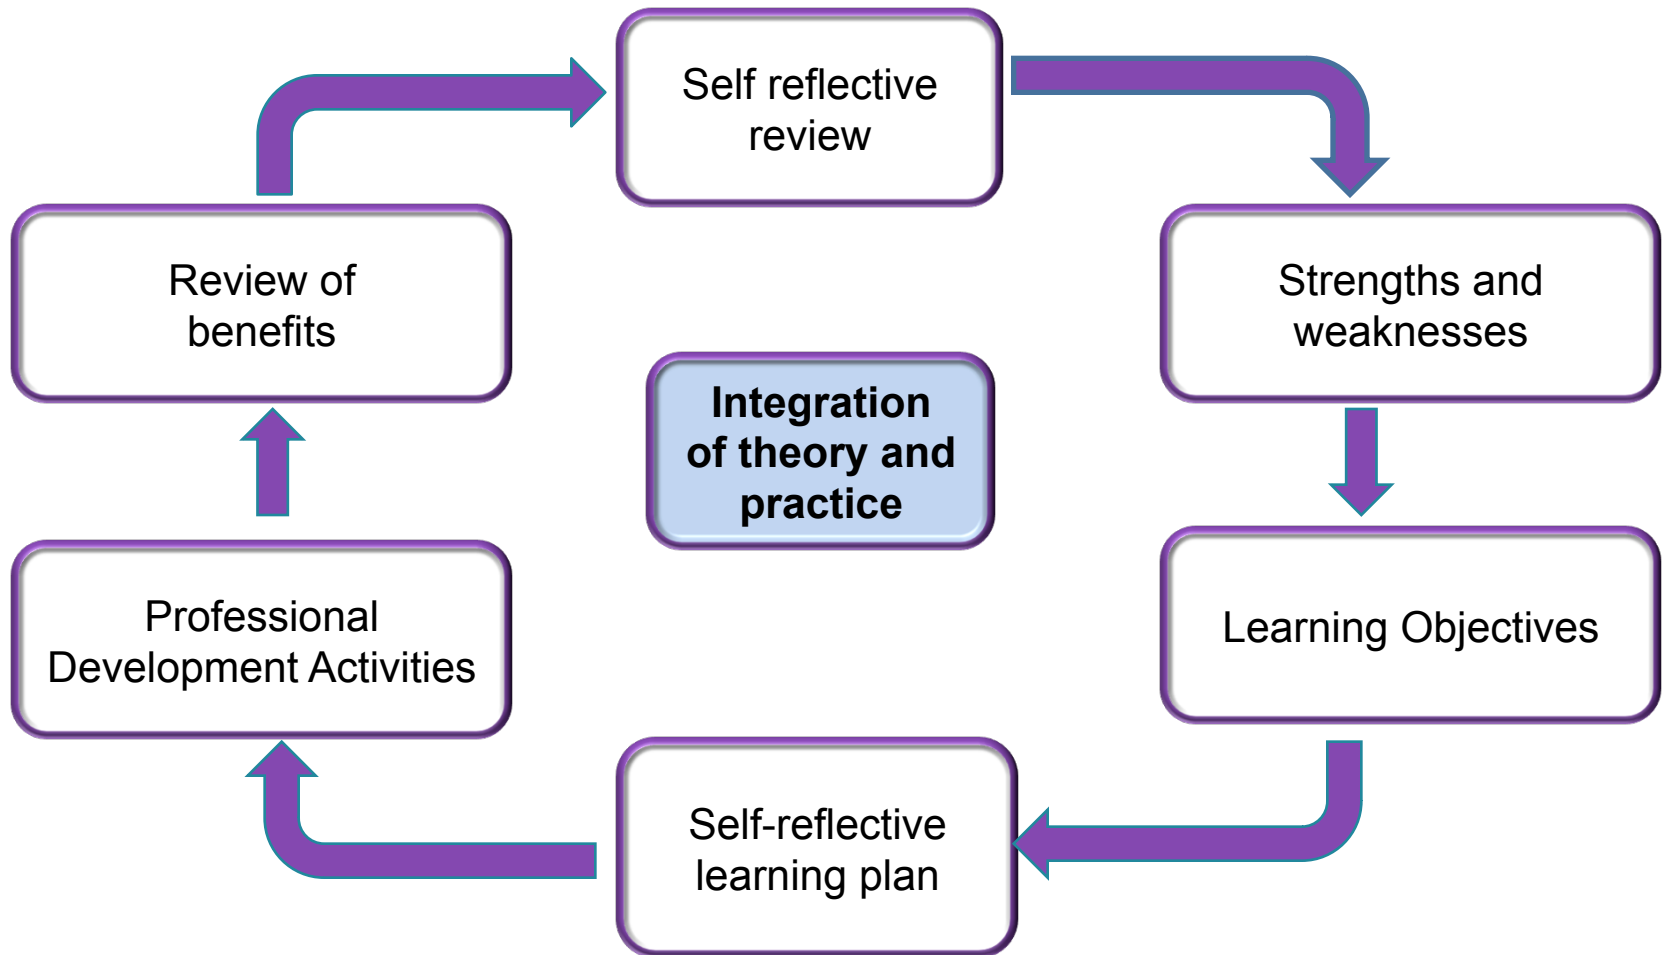 Self reflective
review
Strengths and
weaknesses
Learning Objectives
Self-reflective
learning plan
Professional
Development Activities
Review of
benefits
Integration
of theory and
practice